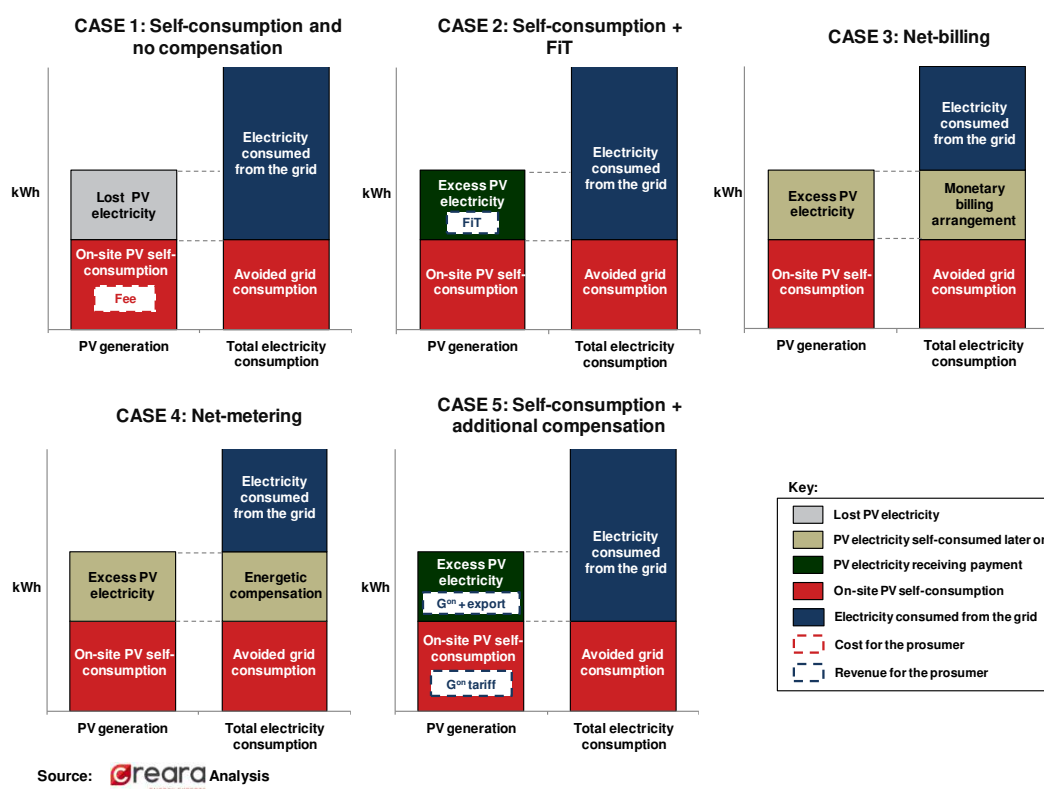 CASE 1: Self-consumption and
no compensation
kWh
Lost PV
electricity
On-site PV self-
consumption
Fee
Electricity
consumed
from the grid
Avoided grid
consumption
PV generation
Total electricity
consumption
CASE 2: Self-consumption +
FiT
kWh
Excess PV
electricity
FiT
On-site PV self-
consumption
Electricity
consumed
from the grid
Avoided grid
consumption
PV generation
Total electricity
consumption
CASE 3: Net-billing
kWh
Excess PV
electricity
On-site PV self-
consumption
Electricity
consumed
from the grid
Monetary
billing
arrangement
Avoided grid
consumption
PV generation
Total electricity
consumption
CASE 4: Net-metering
kWh
Excess PV
electricity
On-site PV self-
consumption
Electricity
consumed
from the grid
Energetic
compensation
Avoided grid
consumption
PV generation
Total electricity
consumption
CASE 5: Self-consumption +
additional compensation
kWh
Excess PV
electricity
Gᵒⁿ + export
On-site PV self-
consumption
Gᵒⁿ tariff
Electricity
consumed
from the grid
Avoided grid
consumption
PV generation
Total electricity
consumption
Key:
Lost PV electricity
PV electricity self-consumed later on
PV electricity receiving payment
On-site PV self-consumption
Electricity consumed from the grid
Cost for the prosumer
Revenue for the prosumer
Source: creara Analysis